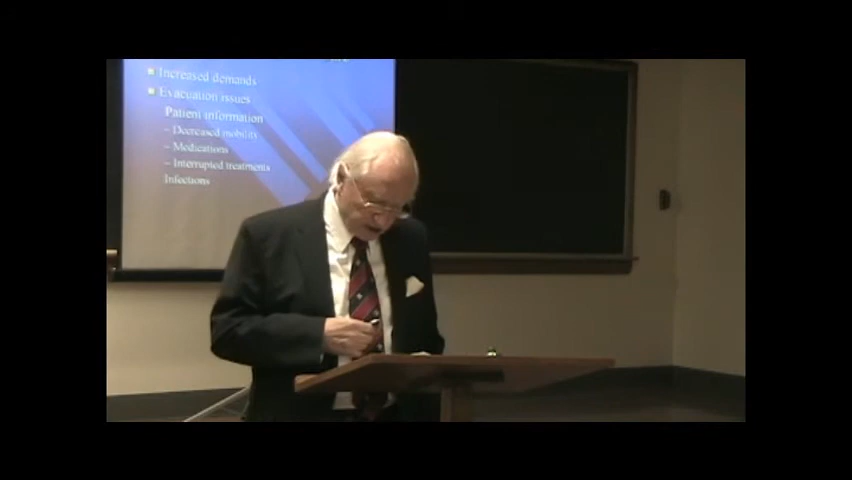 Increased demands
Evacuation issues
Patient information
- Decreased mobility
- Medications
- Interrupted treatments
Infections